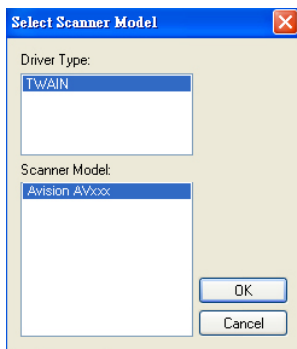 Select Scanner Model
Driver Type:
TWAIN
Scanner Model:
Avision AVxxx
OK
Cancel